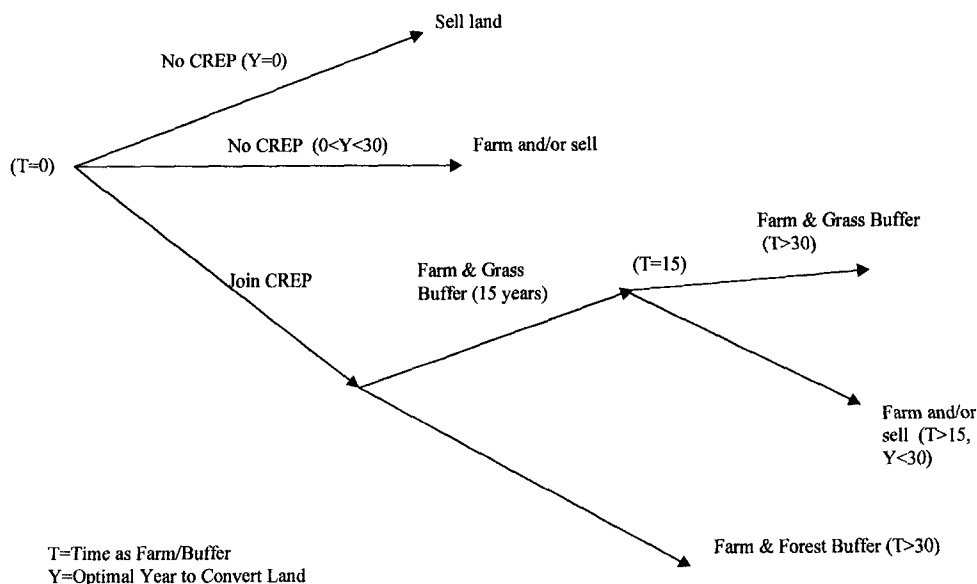 Sell land
No CREP (Y=0)
No CREP (0<Y<30)
Farm and/or sell
(T=0)
Farm & Grass Buffer
(T>30)
(T=15)
Farm & Grass
Buffer (15 years)
Join CREP
Farm and/or
sell (T>15,
Y<30)
Farm & Forest Buffer (T>30)
T=Time as Farm/Buffer
Y=Optimal Year to Convert Land